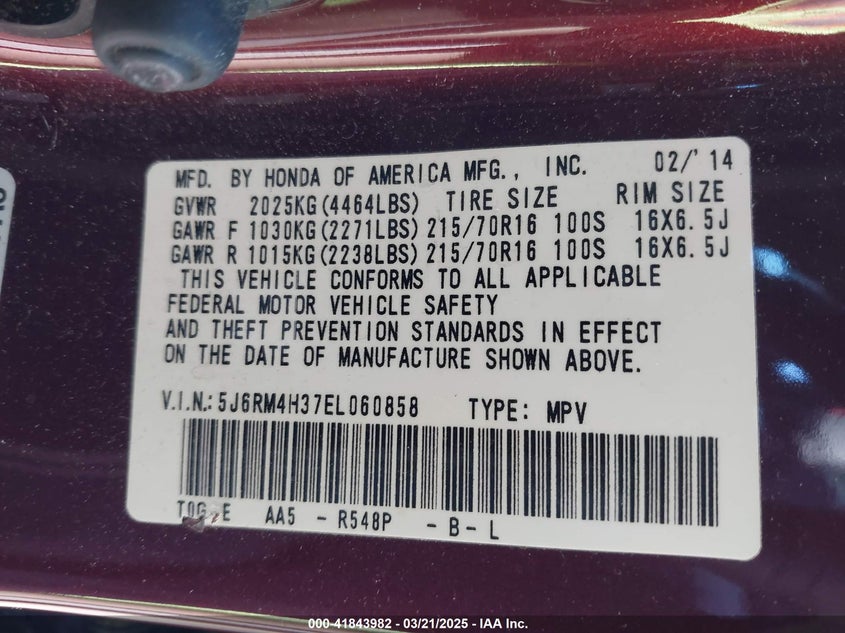 MFD. BY HONDA OF AMERICA MFG., INC. 02/'14
GVWR 2025KG(4464LBS) TIRE SIZE RIM SIZE
GAWR F 1030KG(2271LBS) 215/70R16 100S 16X6.5J
GAWR R 1015KG(2238LBS) 215/70R16 100S 16X6.5J
THIS VEHICLE CONFORMS TO ALL APPLICABLE
FEDERAL MOTOR VEHICLE SAFETY
AND THEFT PREVENTION STANDARDS IN EFFECT
ON THE DATE OF MANUFACTURE SHOWN ABOVE.
V.I.N.: 5J6RM4H37EL060858 TYPE: MPV
AA5 - R548P - B - L
000-41843982 - 03/21/2025 - IAA Inc.